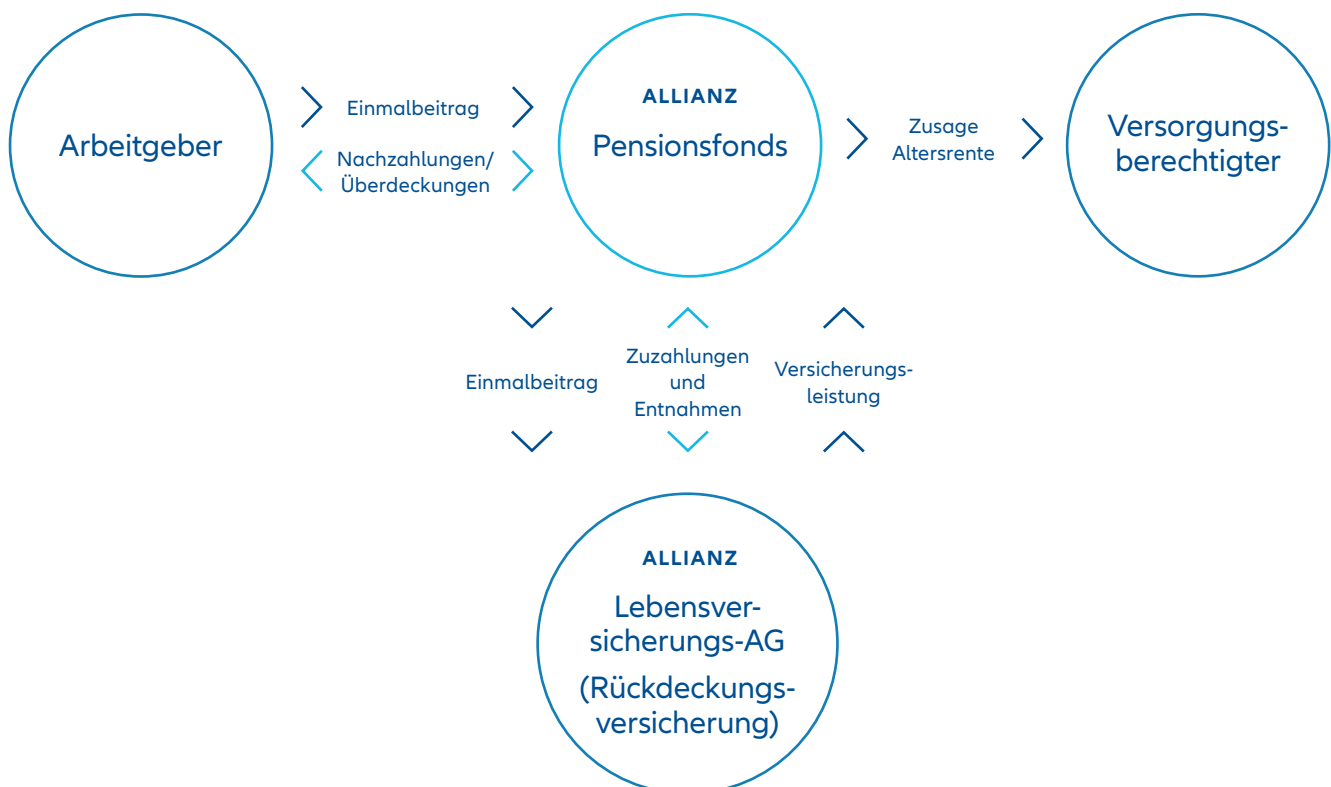 Arbeitgeber
Einmalbeitrag
Nachzahlungen/
Überdeckungen
ALLIANZ
Pensionsfonds
Zusage
Altersrente
Versorgungs-
berechtigter
Einmalbeitrag
Zuzahlungen
und
Entnahmen
Versicherungs-
leistung
ALLIANZ
Lebensver-
sicherungs-AG
(Rückdeckungs-
versicherung)